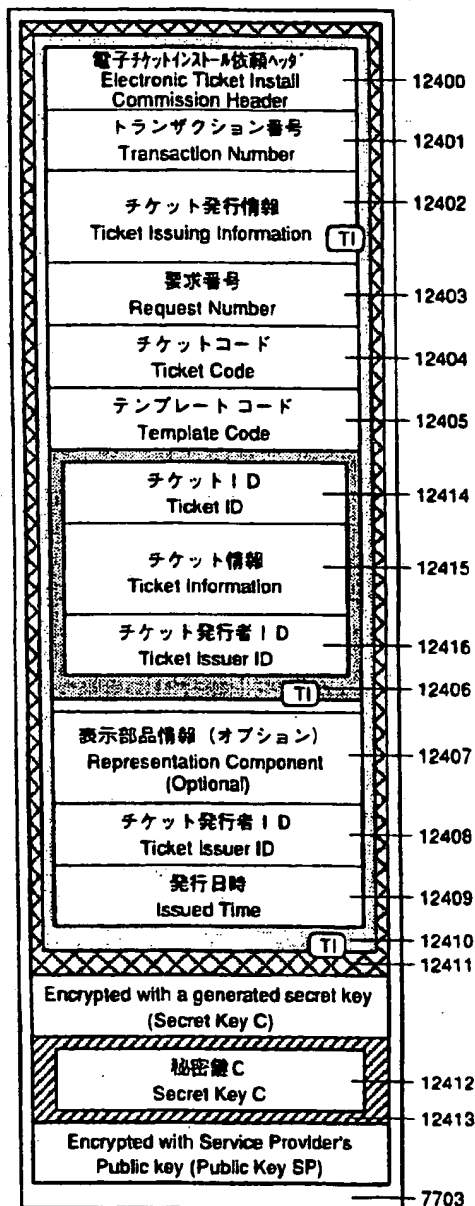 電子チケットインストール依頼ヘッダ
Electronic Ticket Install
Commission Header
12400
トランザクション番号
Transaction Number
12401
チケット発行情報
Ticket Issuing Information
TI
12402
要求番号
Request Number
12403
チケットコード
Ticket Code
12404
テンプレートコード
Template Code
12405
チケットID
Ticket ID
12414
チケット情報
Ticket Information
12415
チケット発行者ID
Ticket Issuer ID
12416
TI
12406
表示部品情報（オプション）
Representation Component
(Optional)
12407
チケット発行者ID
Ticket Issuer ID
12408
発行日時
Issued Time
12409
TI
12410
12411
Encrypted with a generated secret key
(Secret Key C)
秘密鍵C
Secret Key C
12412
12413
Encrypted with Service Provider's
Public key (Public Key SP)
7703